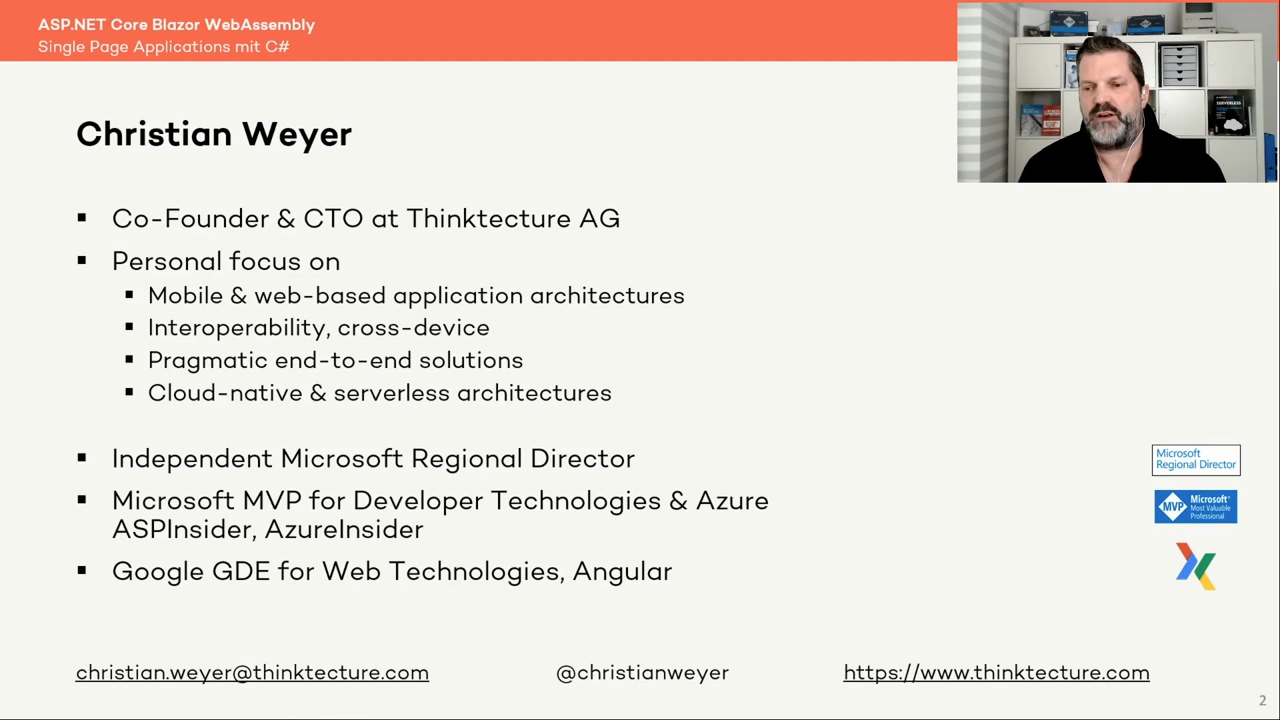 ASP.NET Core Blazor WebAssembly
Single Page Applications mit C#
SERVERLESS
Christian Weyer
▪ Co-Founder & CTO at Thinktecture AG
▪ Personal focus on
▪ Mobile & web-based application architectures
▪ Interoperability, cross-device
▪ Pragmatic end-to-end solutions
▪ Cloud-native & serverless architectures
▪ Independent Microsoft Regional Director
Microsoft
Regional Director
▪ Microsoft MVP for Developer Technologies & Azure
ASPInsider, AzureInsider
MVP
Microsoft®
Most Valuable
Professional
▪ Google GDE for Web Technologies, Angular
christian.weyer@thinktecture.com
@christianweyer
https://www.thinktecture.com
2